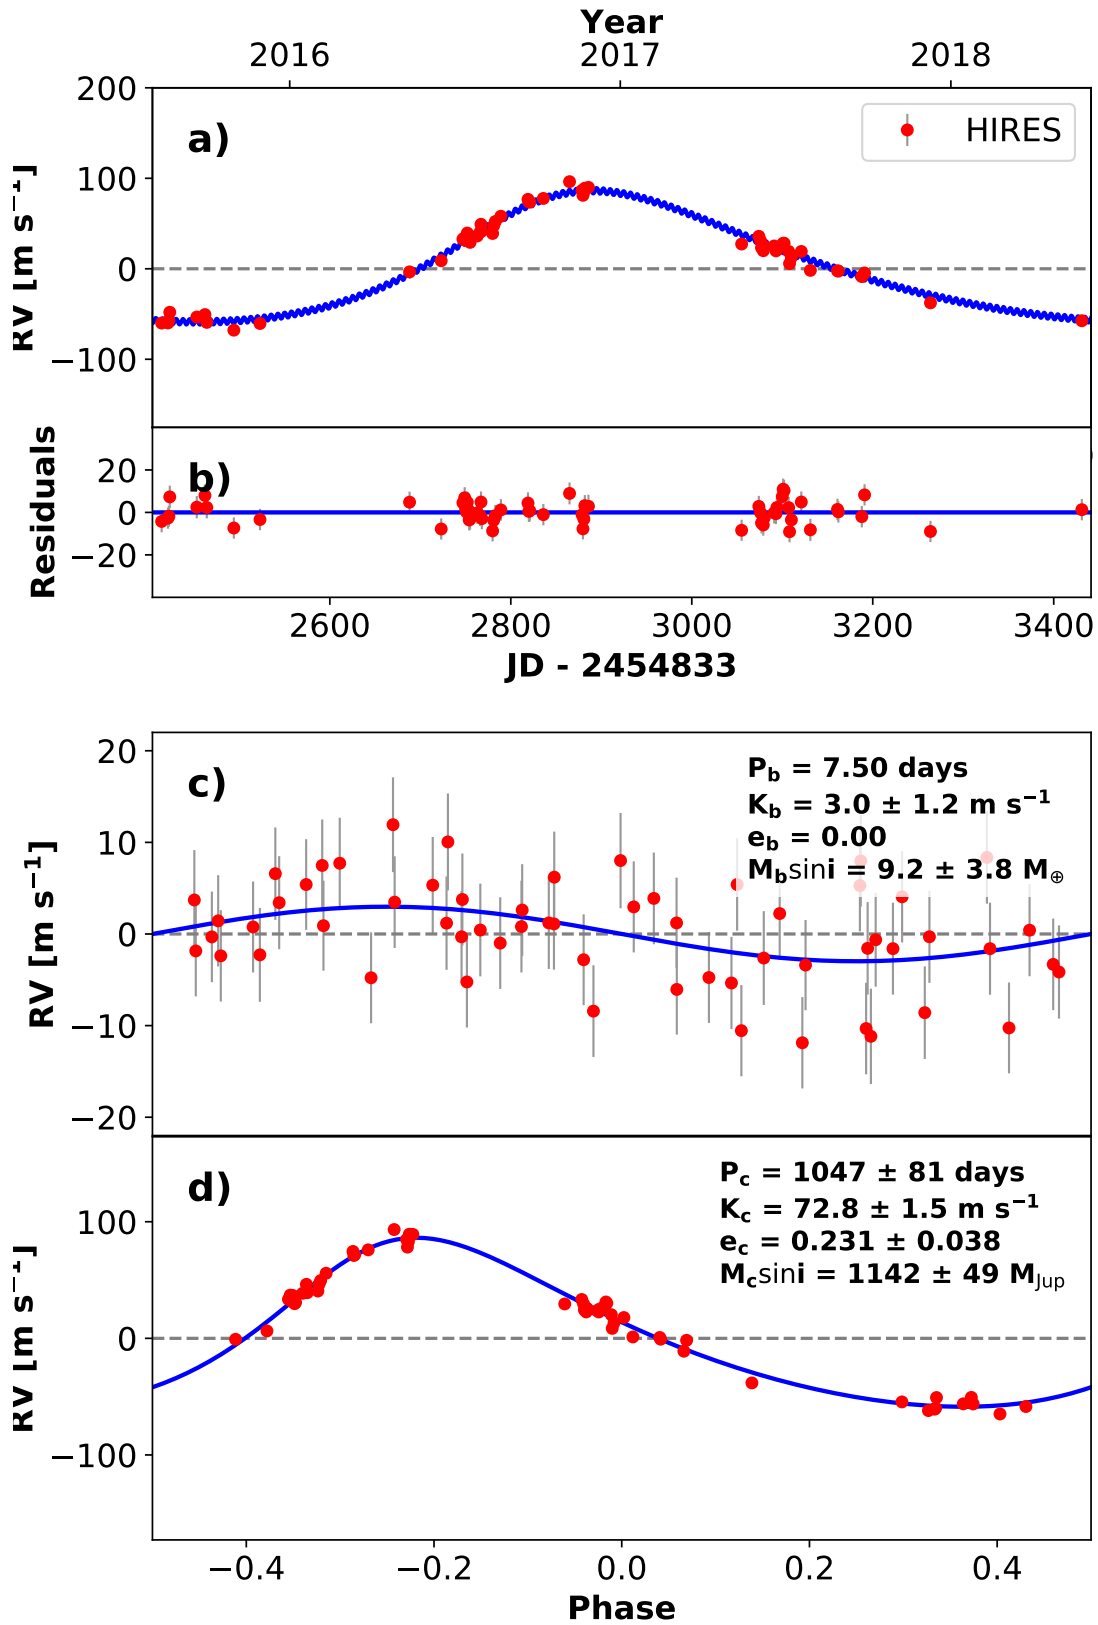 Year
2016 2017 2018
a)
HIRES
200
100
0
−100
RV [m s⁻¹]
b)
20
0
−20
Residuals
2600 2800 3000 3200 3400
JD - 2454833
c)
P_b = 7.50 days
K_b = 3.0 ± 1.2 m s⁻¹
e_b = 0.00
M_bsini = 9.2 ± 3.8 M_⊕
20
10
0
−10
−20
RV [m s⁻¹]
d)
P_c = 1047 ± 81 days
K_c = 72.8 ± 1.5 m s⁻¹
e_c = 0.231 ± 0.038
M_csini = 1142 ± 49 M_Jup
100
0
−100
RV [m s⁻¹]
−0.4 −0.2 0.0 0.2 0.4
Phase